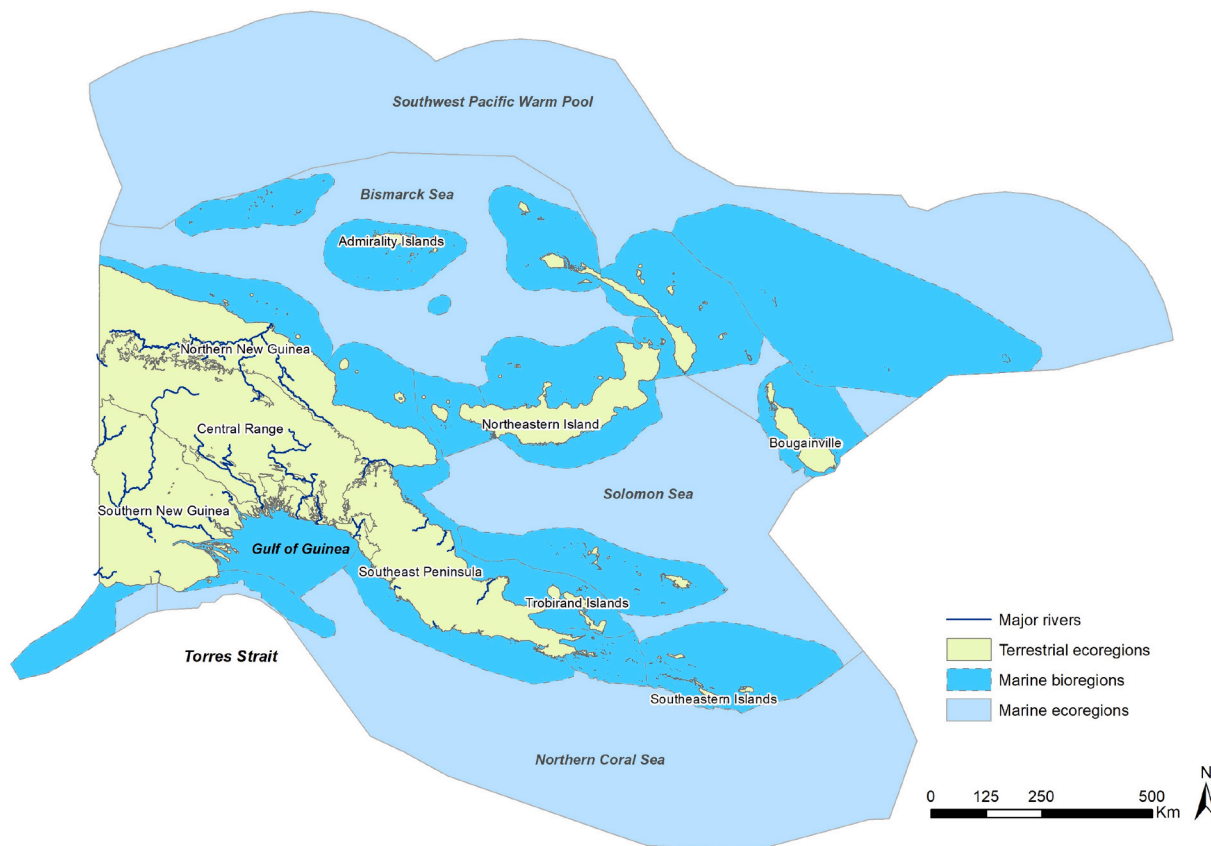 Southwest Pacific Warm Pool
Bismarck Sea
Admirality Islands
Northern New Guinea
Central Range
Northeastern Island
Bougainville
Solomon Sea
Southern New Guinea
Gulf of Guinea
Southeast Peninsula
Trobirand Islands
Torres Strait
Southeastern Islands
Northern Coral Sea
Major rivers
Terrestrial ecoregions
Marine bioregions
Marine ecoregions
N
0 125 250 500
Km